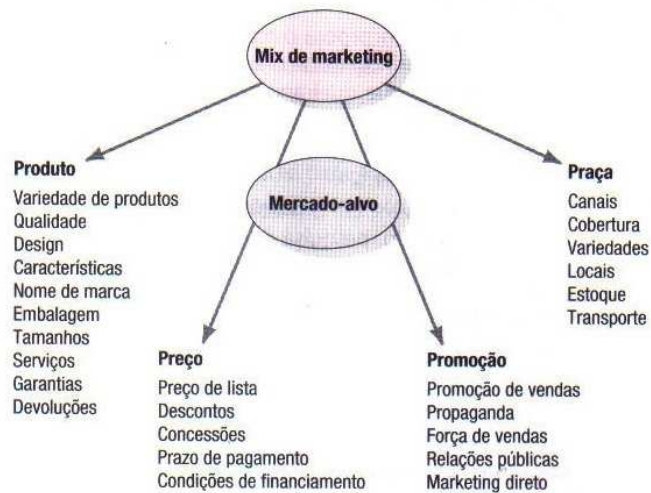 Mix de marketing
Mercado-alvo
Produto
Variedade de produtos
Qualidade
Design
Características
Nome de marca
Embalagem
Tamanhos
Serviços
Garantias
Devoluções
Preço
Preço de lista
Descontos
Concessões
Prazo de pagamento
Condições de financiamento
Promoção
Promoção de vendas
Propaganda
Força de vendas
Relações públicas
Marketing direto
Praça
Canais
Cobertura
Variedades
Locais
Estoque
Transporte